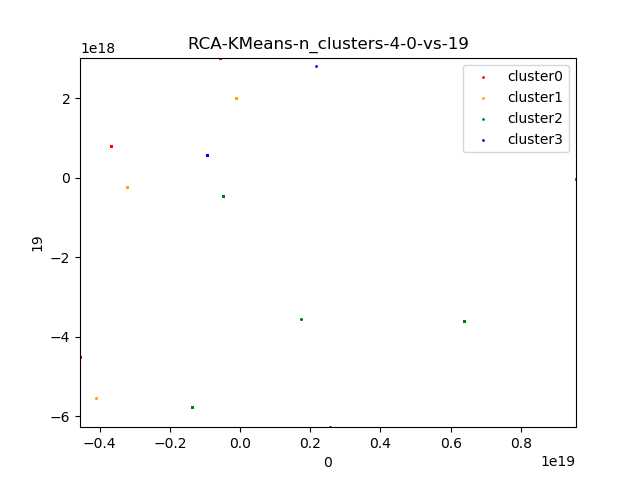 RCA-KMeans-n_clusters-4-0-vs-19
1e18
cluster0
cluster1
cluster2
cluster3
2
0
−2
−4
−6
19
−0.4
−0.2
0.0
0.2
0.4
0.6
0.8
1e19
0